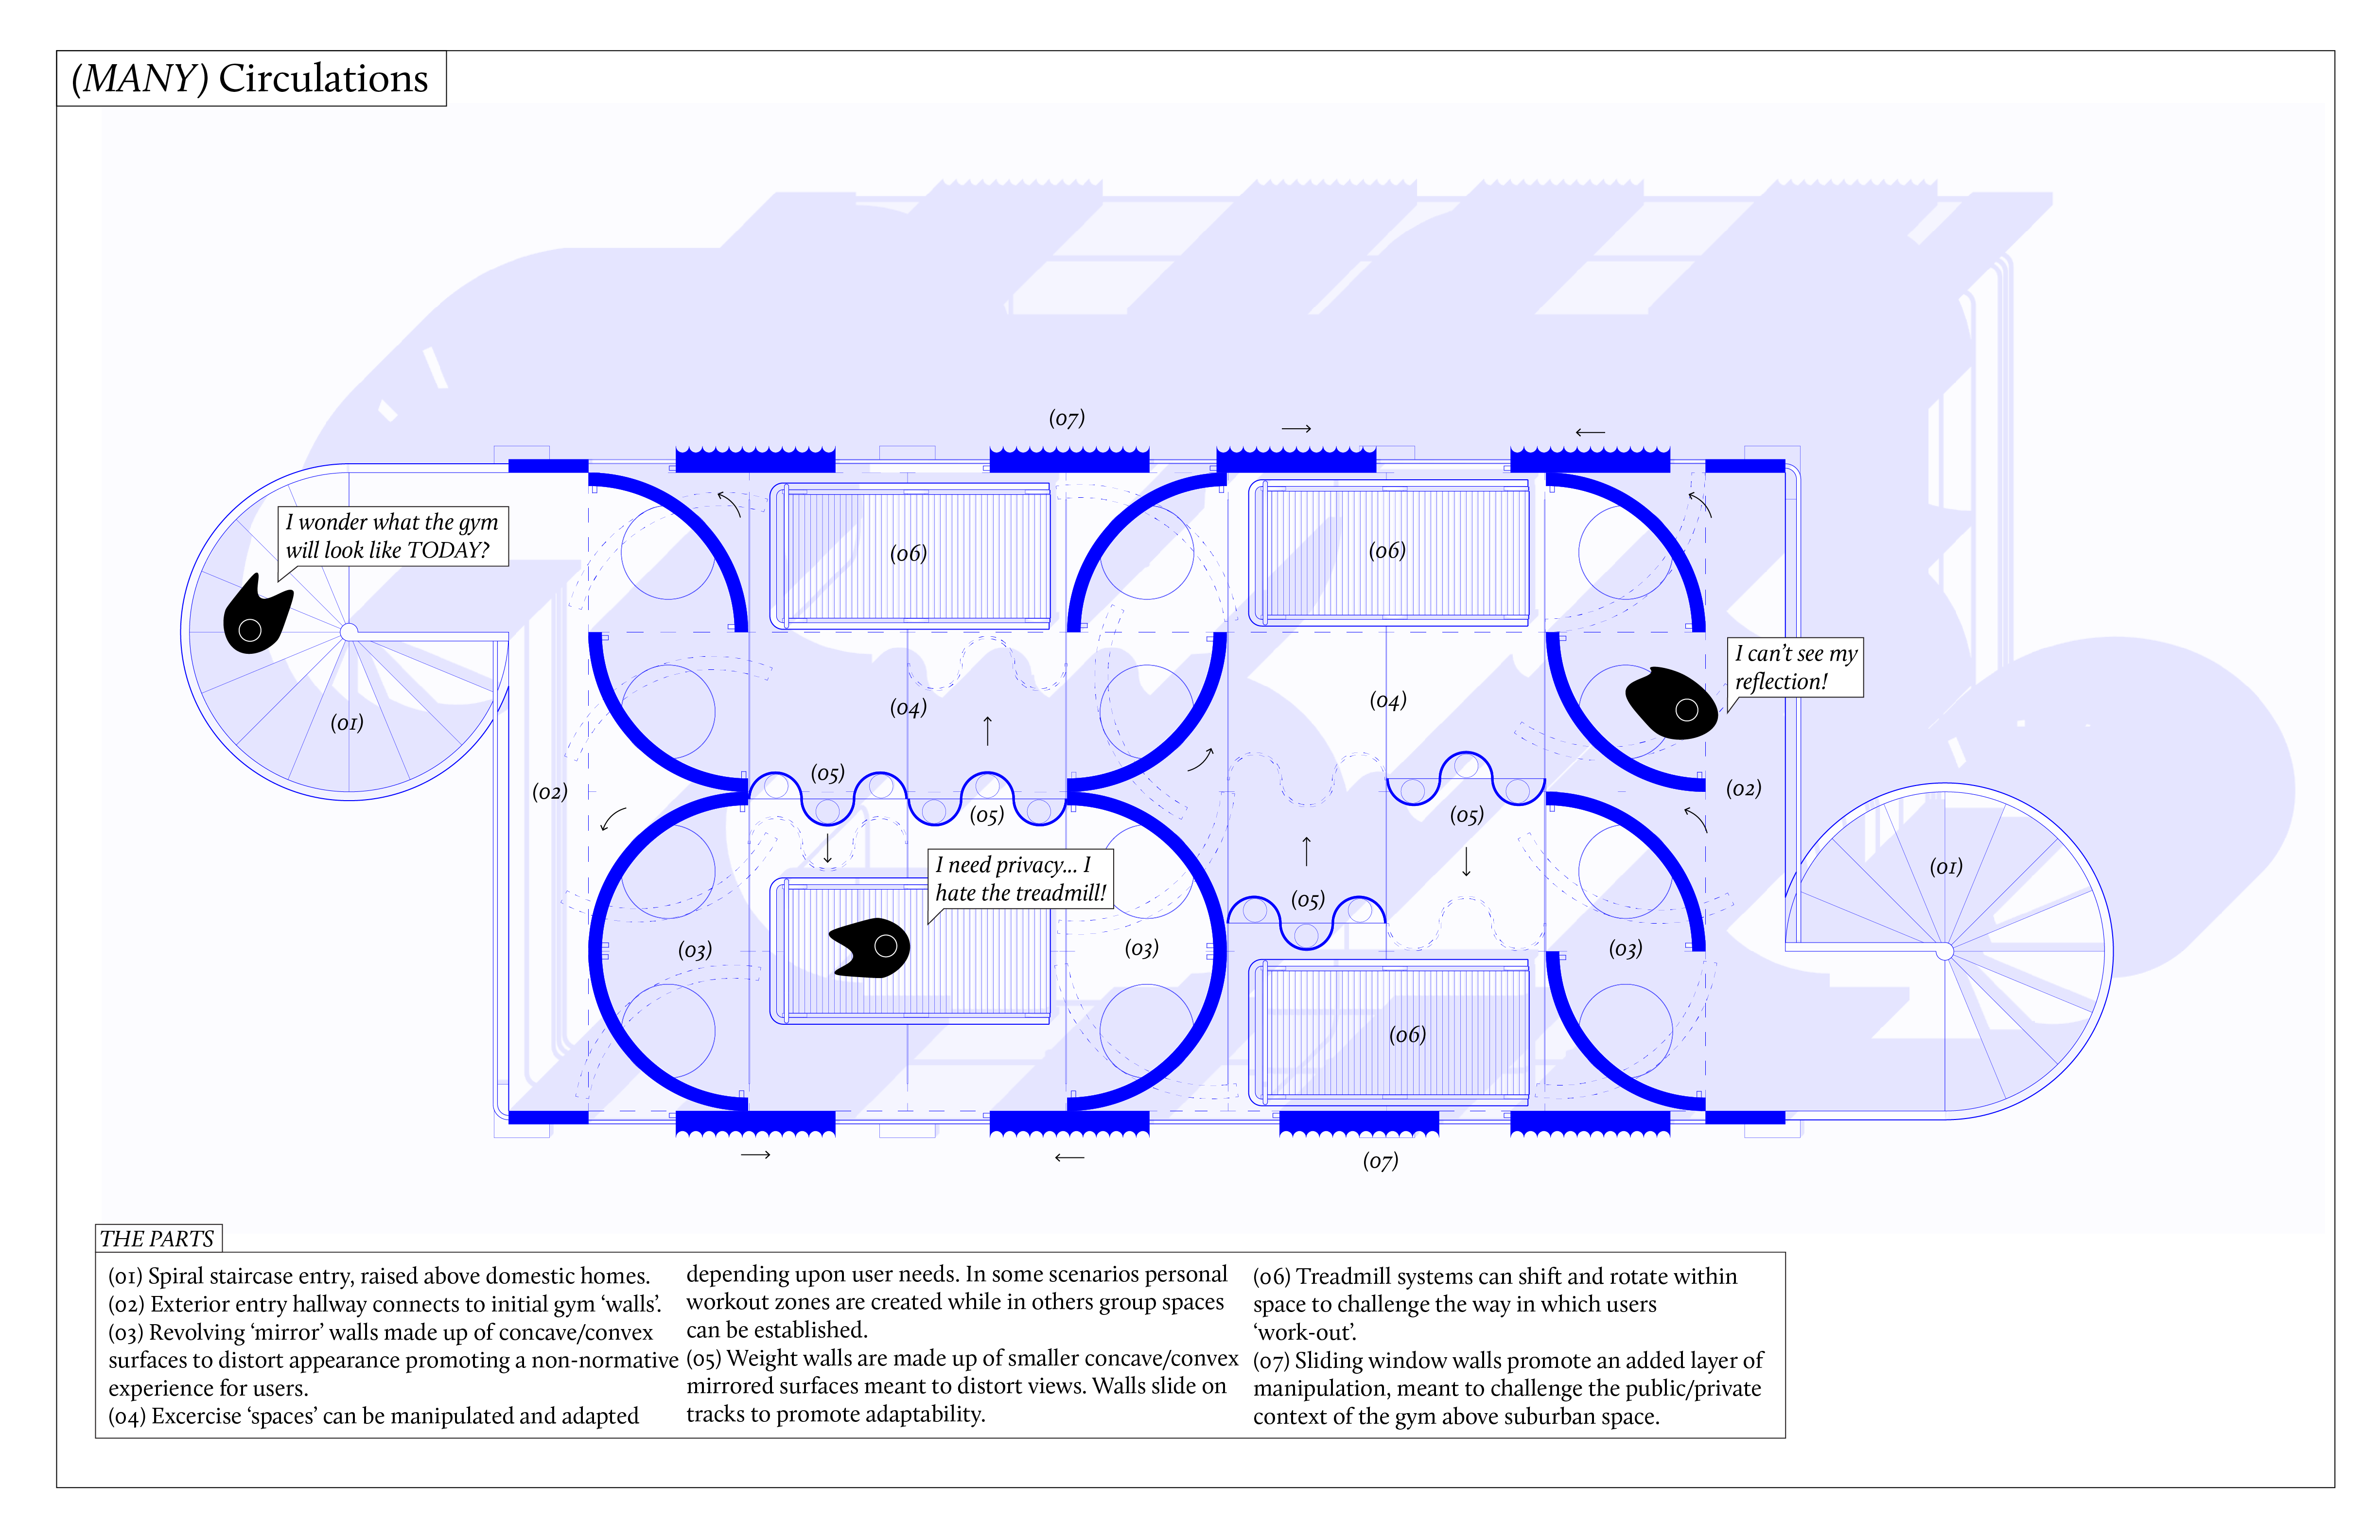 (MANY) Circulations
(07)
I wonder what the gym
will look like TODAY?
(06)
(06)
I can’t see my
reflection!
(01)
(04)
(04)
(05)
(02)
(05)
(05)
(02)
I need privacy... I
hate the treadmill!
(01)
(05)
(03)
(03)
(03)
(06)
(07)
THE PARTS
(01) Spiral staircase entry, raised above domestic homes.
(02) Exterior entry hallway connects to initial gym ‘walls’.
(03) Revolving ‘mirror’ walls made up of concave/convex
surfaces to distort appearance promoting a non-normative
experience for users.
(04) Excercise ‘spaces’ can be manipulated and adapted
depending upon user needs. In some scenarios personal
workout zones are created while in others group spaces
can be established.
(05) Weight walls are made up of smaller concave/convex
mirrored surfaces meant to distort views. Walls slide on
tracks to promote adaptability.
(06) Treadmill systems can shift and rotate within
space to challenge the way in which users
‘work-out’.
(07) Sliding window walls promote an added layer of
manipulation, meant to challenge the public/private
context of the gym above suburban space.